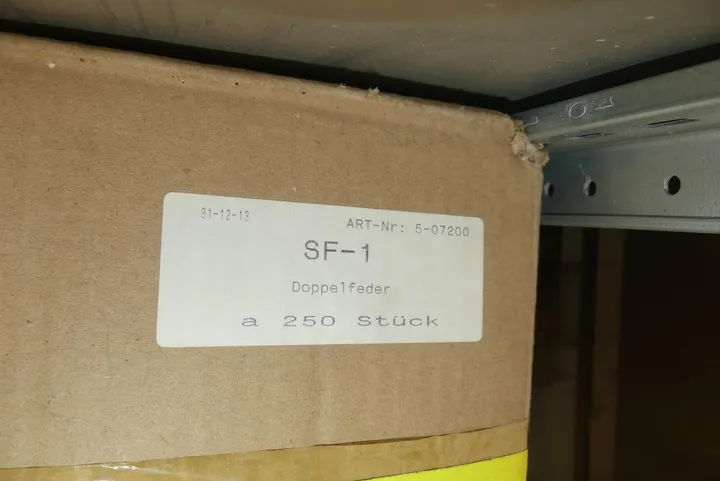 91-12-13
ART-Nr: 5-07200
SF-1
Doppelfeder
a 250 Stück